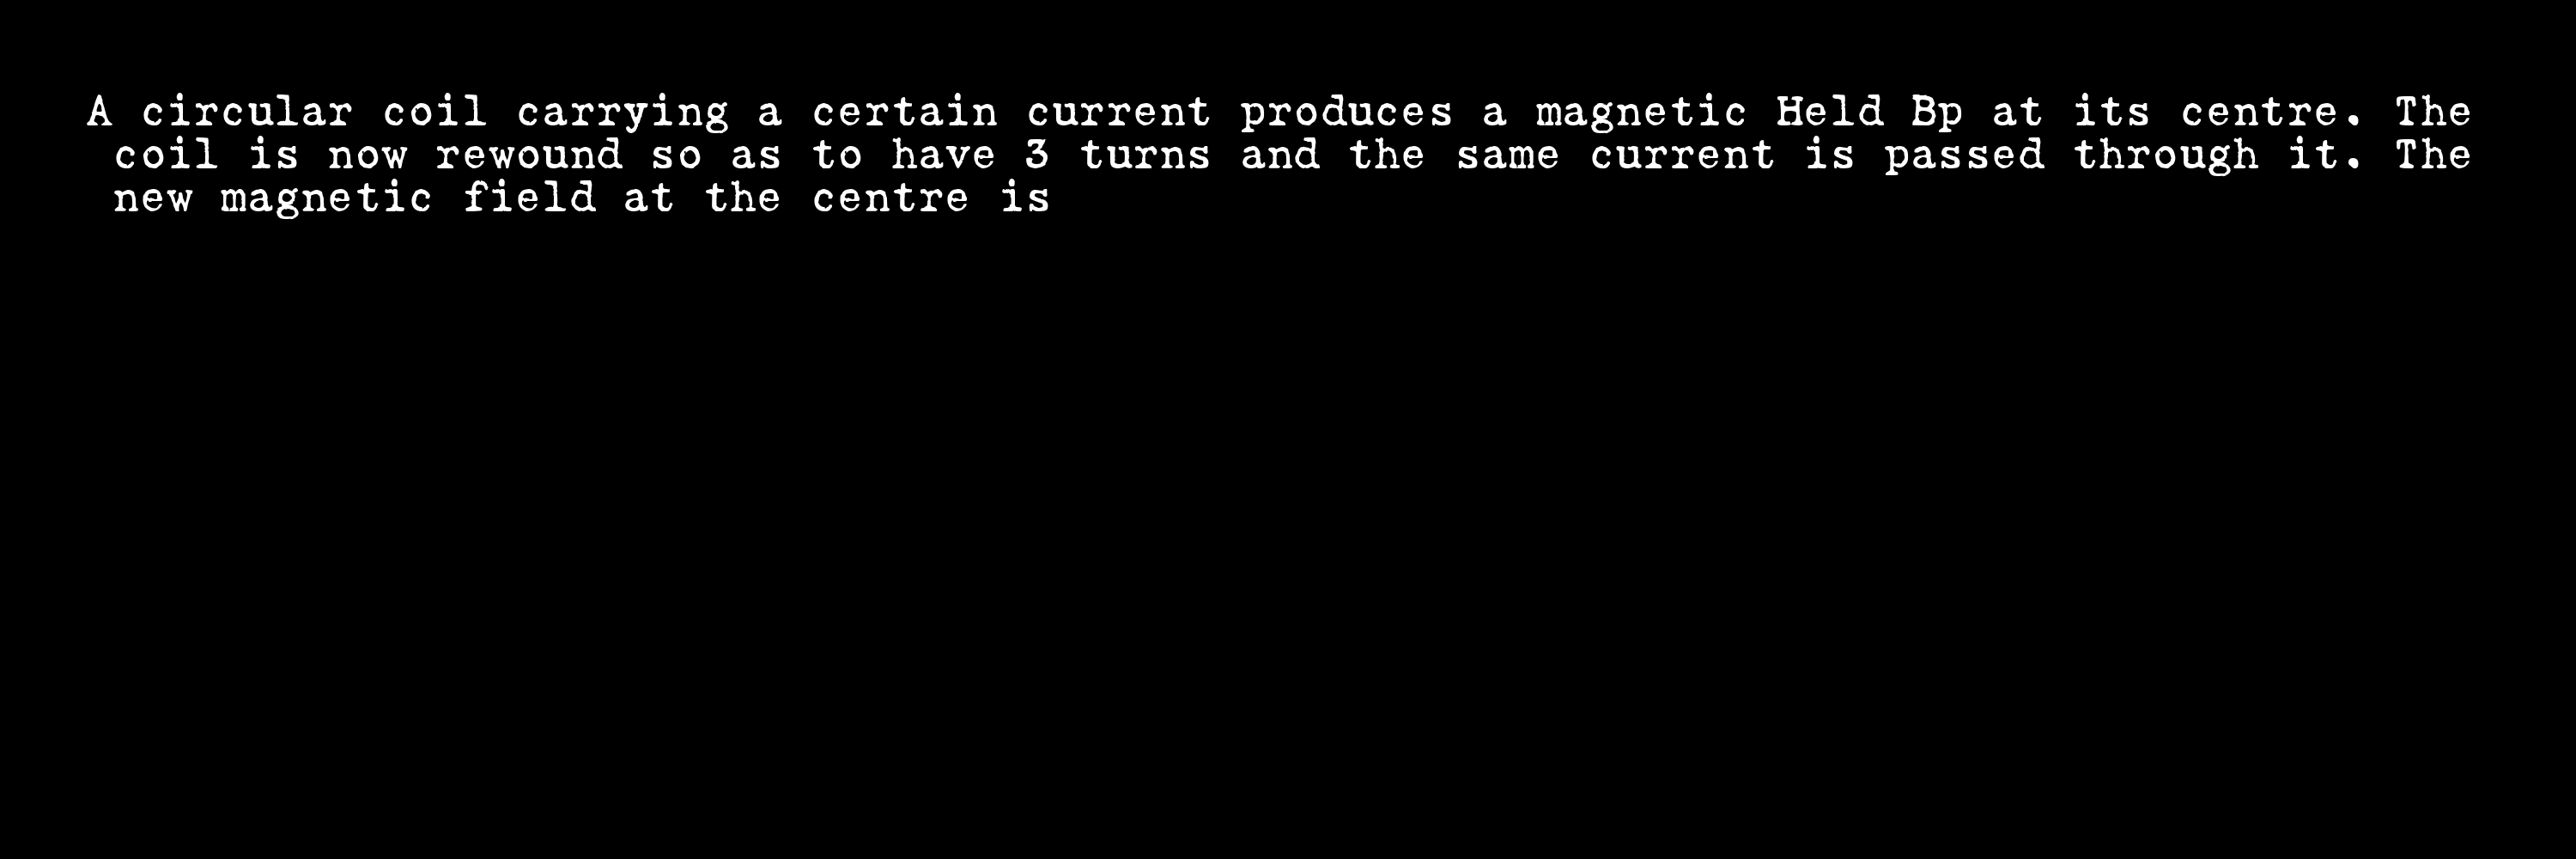 A circular coil carrying a certain current produces a magnetic Held Bp at its centre. The
coil is now rewound so as to have 3 turns and the same current is passed through it. The
new magnetic field at the centre is